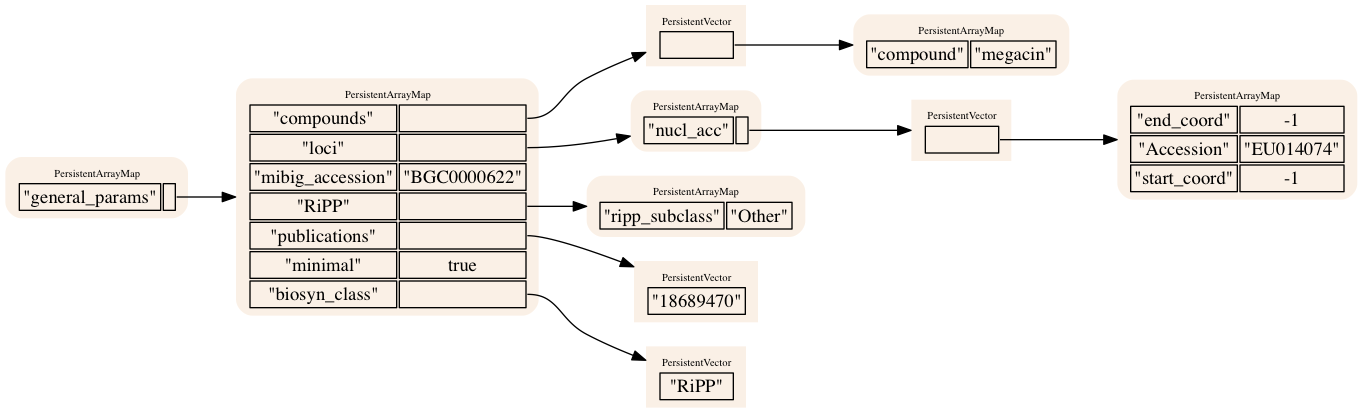 PersistentArrayMap
"general_params"
PersistentArrayMap
"compounds"
"loci"
"mibig_accession" "BGC0000622"
"RiPP"
"publications"
"minimal" true
"biosyn_class"
PersistentVector
PersistentArrayMap
"compound" "megacin"
PersistentArrayMap
"nucl_acc"
PersistentVector
PersistentArrayMap
"end_coord" -1
"Accession" "EU014074"
"start_coord" -1
PersistentArrayMap
"ripp_subclass" "Other"
PersistentVector
"18689470"
PersistentVector
"RiPP"